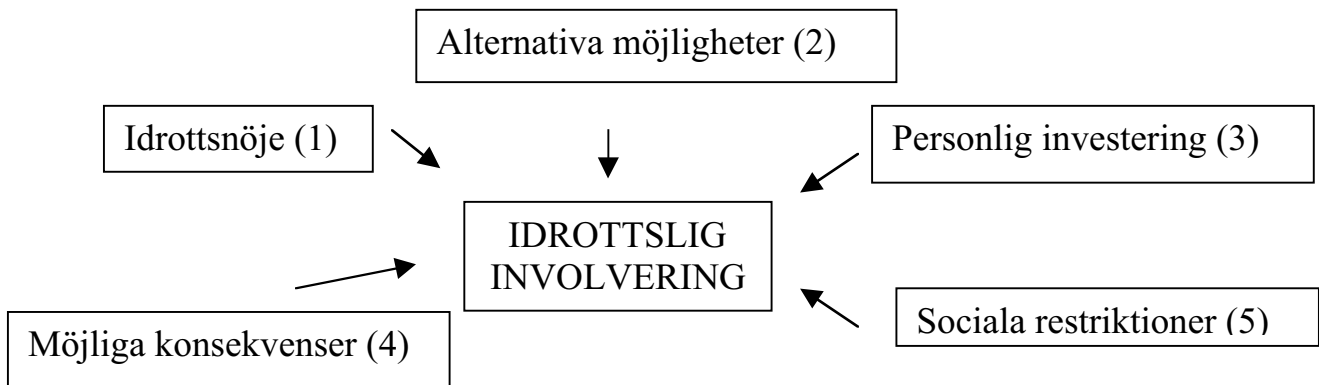 Alternativa möjligheter (2)
Idrottsnöje (1)
Personlig investering (3)
IDROTTSLIG
INVOLVERING
Möjliga konsekvenser (4)
Sociala restriktioner (5)